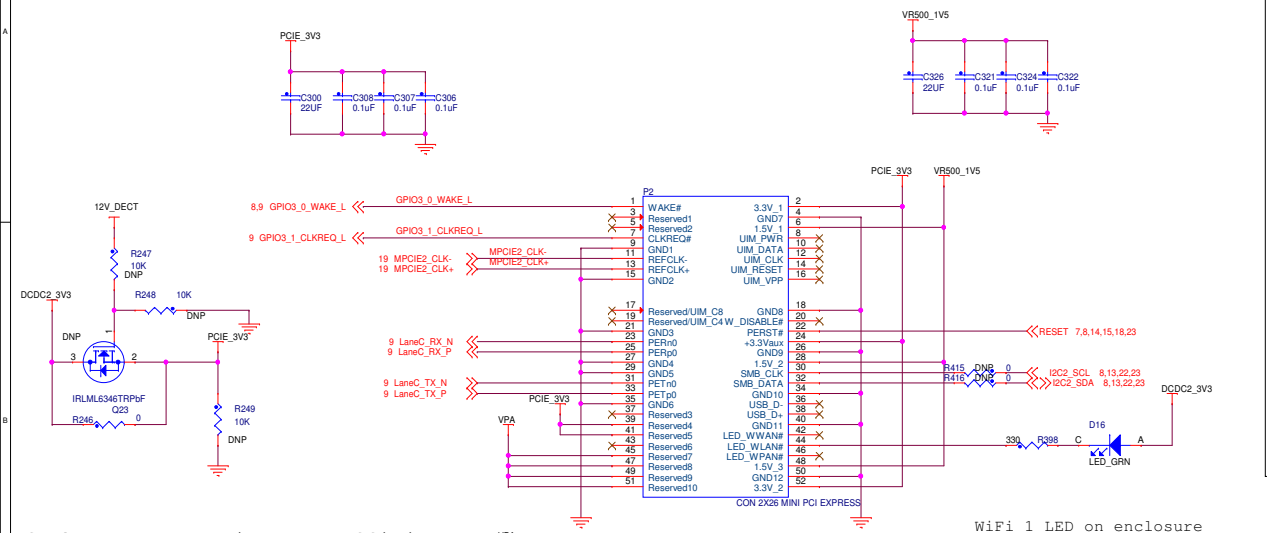 A
PCIE_3V3
C300
22UF
C308
0.1uF
C307
0.1uF
C306
0.1uF
VR500_1V5
C326
22UF
C321
0.1uF
C324
0.1uF
C322
0.1uF
12V_DECT
R247
10K
DNP
R248
10K
DNP
DCDC2_3V3
DNP
1
3
2
IRLML6346TRPbF
Q23
R246
0
PCIE_3V3
R249
10K
DNP
B
8,9 GPIO3_0_WAKE_L
GPIO3_0_WAKE_L
9 GPIO3_1_CLKREQ_L
GPIO3_1_CLKREQ_L
19 MPCIE2_CLK-
MPCIE2_CLK-
19 MPCIE2_CLK+
MPCIE2_CLK+
9 LaneC_RX_N
9 LaneC_RX_P
9 LaneC_TX_N
9 LaneC_TX_P
PCIE_3V3
VPA
PCIE_3V3
VR500_1V5
P2
1 WAKE# 3.3V_1 2
3 Reserved1 GND7 4
5 Reserved2 1.5V_1 6
7 CLKREQ# UIM_PWR 8
9 GND1 UIM_DATA 10
11 REFCLK- UIM_CLK 12
13 REFCLK+ UIM_RESET 14
15 GND2 UIM_VPP 16
17 Reserved/UIM_C8 GND8 18
19 Reserved/UIM_C4 W_DISABLE# 20
21 GND3 PERST# 22
23 PERn0 +3.3Vaux 24
25 PERp0 GND9 26
27 GND4 1.5V_2 28
29 GND5 SMB_CLK 30
31 PETn0 SMB_DATA 32
33 PETp0 GND10 34
35 GND6 USB_D- 36
37 Reserved3 USB_D+ 38
39 Reserved4 GND11 40
41 Reserved5 LED_WWAN# 42
43 Reserved6 LED_WLAN# 44
45 Reserved7 LED_WPAN# 46
47 Reserved8 1.5V_3 48
49 Reserved9 GND12 50
51 Reserved10 3.3V_2 52
CON 2X26 MINI PCI EXPRESS
RESET 7,8,14,15,18,23
R415 DNP 0
I2C2_SCL 8,13,22,23
R416 DNP 0
I2C2_SDA 8,13,22,23
DCDC2_3V3
330
R398
C
D16
A
LED_GRN
WiFi 1 LED on enclosure